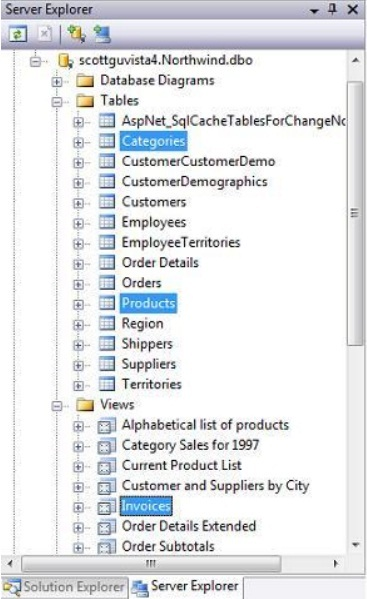 Server Explorer
scottguvista4.Northwind.dbo
Database Diagrams
Tables
AspNet_SqlCacheTablesForChangeNo
Categories
CustomerCustomerDemo
CustomerDemographics
Customers
Employees
EmployeeTerritories
Order Details
Orders
Products
Region
Shippers
Suppliers
Territories
Views
Alphabetical list of products
Category Sales for 1997
Current Product List
Customer and Suppliers by City
Invoices
Order Details Extended
Order Subtotals
Solution Explorer Server Explorer